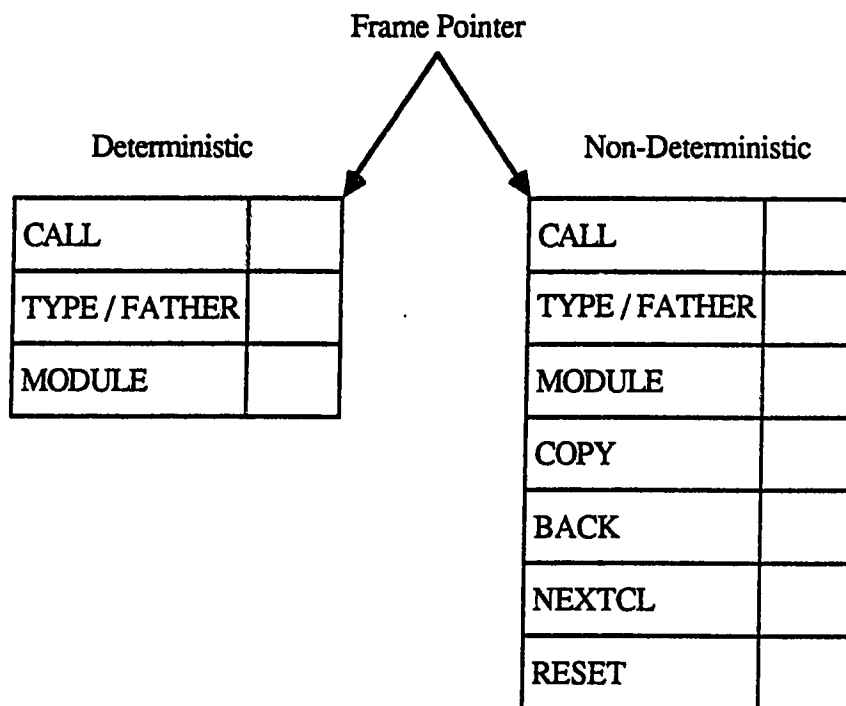 Frame Pointer
Deterministic
CALL
TYPE / FATHER
MODULE
Non-Deterministic
CALL
TYPE / FATHER
MODULE
COPY
BACK
NEXTCL
RESET